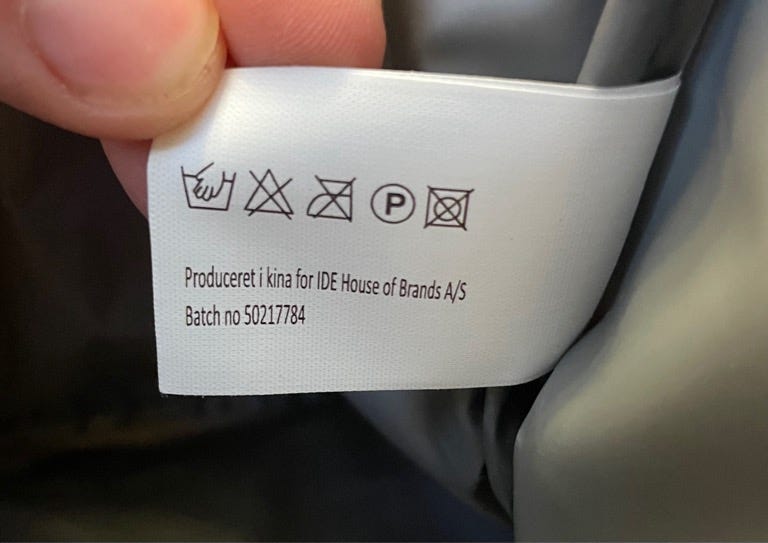 P
Produceret i kina for IDE House of Brands A/S
Batch no 50217784